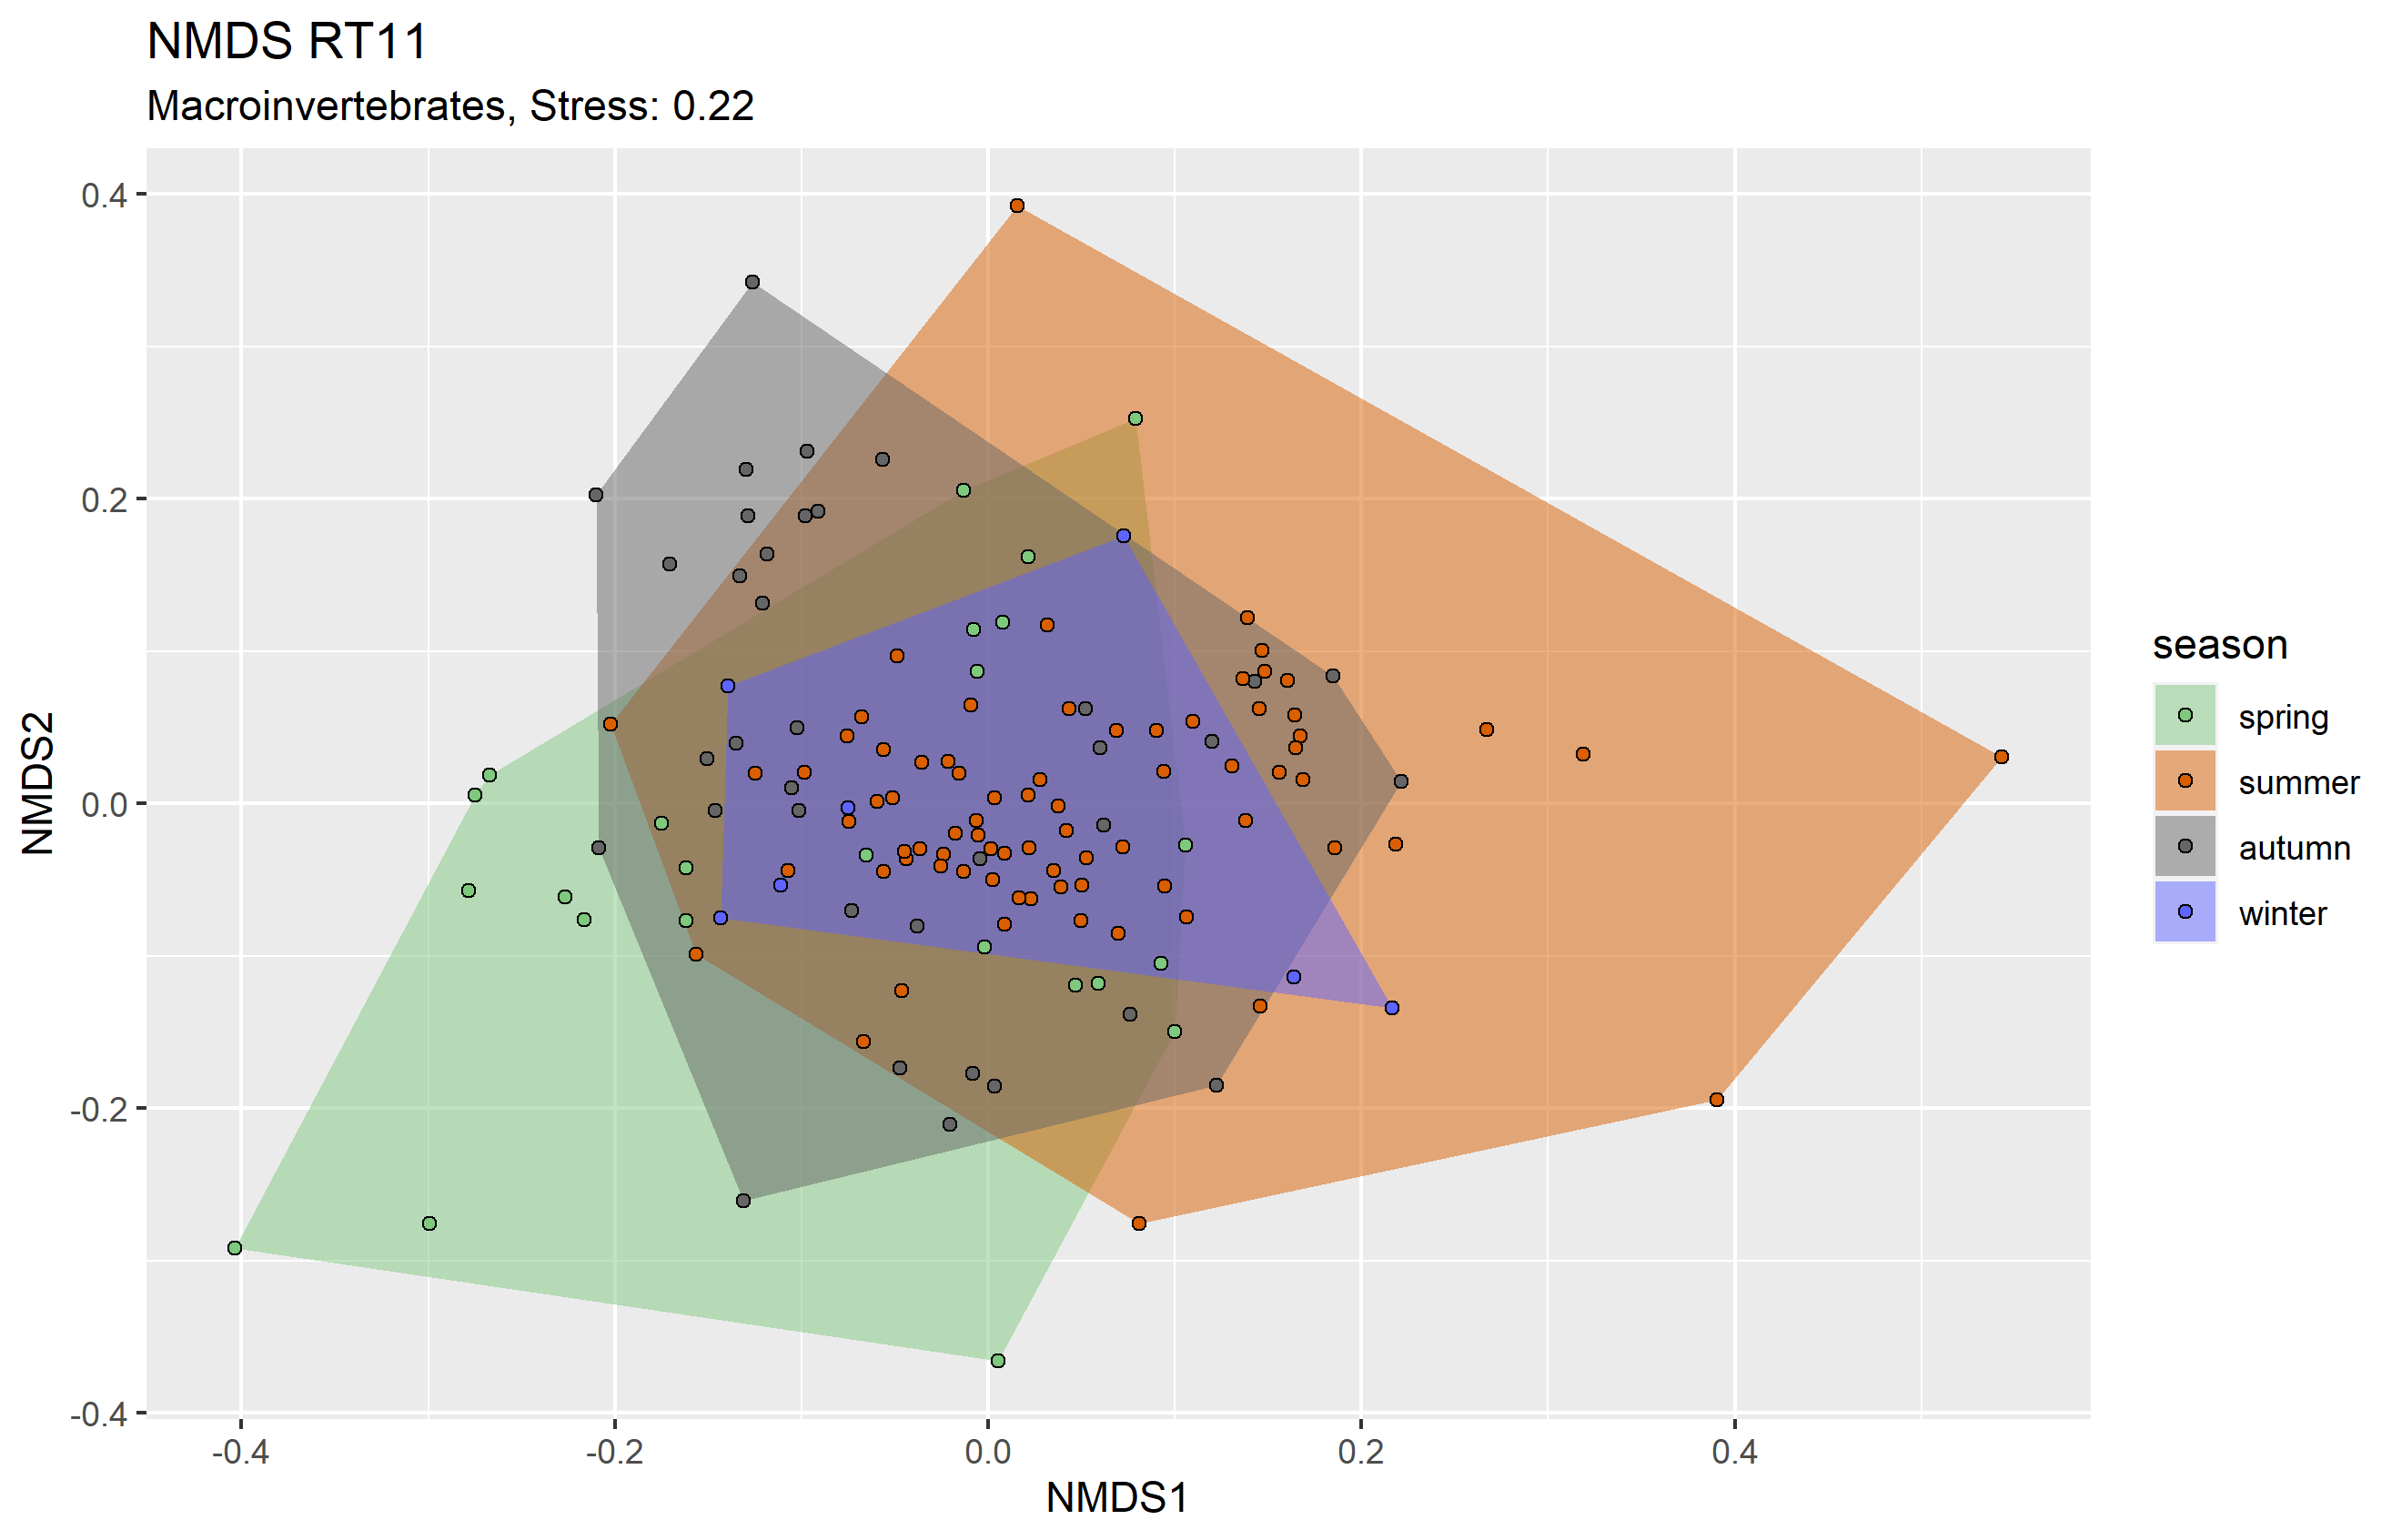 NMDS RT11
Macroinvertebrates, Stress: 0.22
0.4
0.2
0.0
-0.2
-0.4
NMDS2
-0.4
-0.2
0.0
0.2
0.4
NMDS1
season
spring
summer
autumn
winter